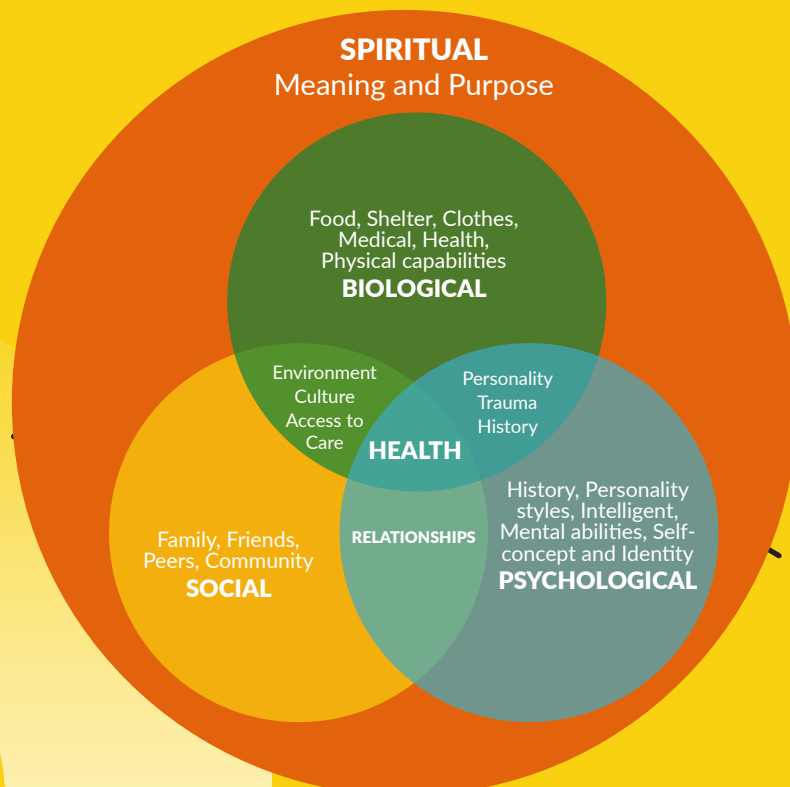 SPIRITUAL
Meaning and Purpose
Food, Shelter, Clothes,
Medical, Health,
Physical capabilities
BIOLOGICAL
Environment
Culture
Access to
Care
Personality
Trauma
History
HEALTH
RELATIONSHIPS
Family, Friends,
Peers, Community
SOCIAL
History, Personality
styles, Intelligent,
Mental abilities, Self-
concept and Identity
PSYCHOLOGICAL